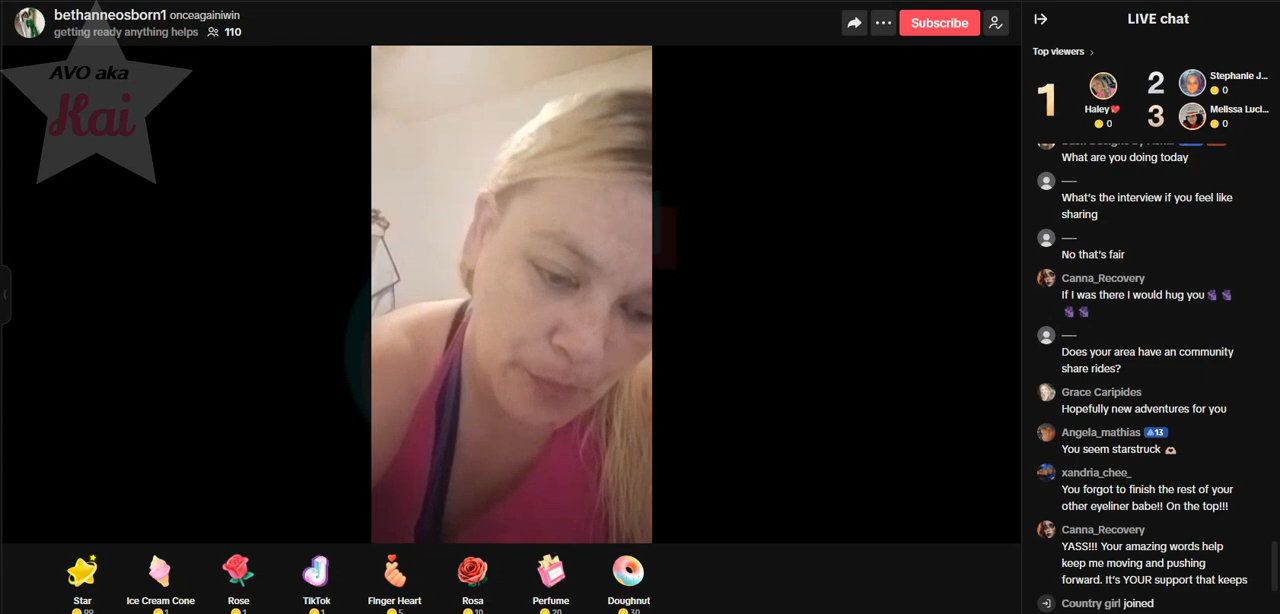 bethanneosborn1 onceagainiwin
getting ready anything helps 110
Subscribe
AVO aka
Kai
LIVE chat
Top viewers
1
Haley
0
2
Stephanie J...
0
3
Melissa Luci...
0
What are you doing today
What's the interview if you feel like
sharing
No that's fair
Canna_Recovery
If I was there I would hug you
Does your area have an community
share rides?
Grace Caripides
Hopefully new adventures for you
Angela_mathias 13
You seem starstruck
xandria_chee_
You forgot to finish the rest of your
other eyeliner babe!! On the top!!!
Canna_Recovery
YASS!!! Your amazing words help
keep me moving and pushing
forward. It's YOUR support that keeps
Country girl joined
Star
99
Ice Cream Cone
1
Rose
1
TikTok
1
Finger Heart
5
Rosa
10
Perfume
20
Doughnut
30